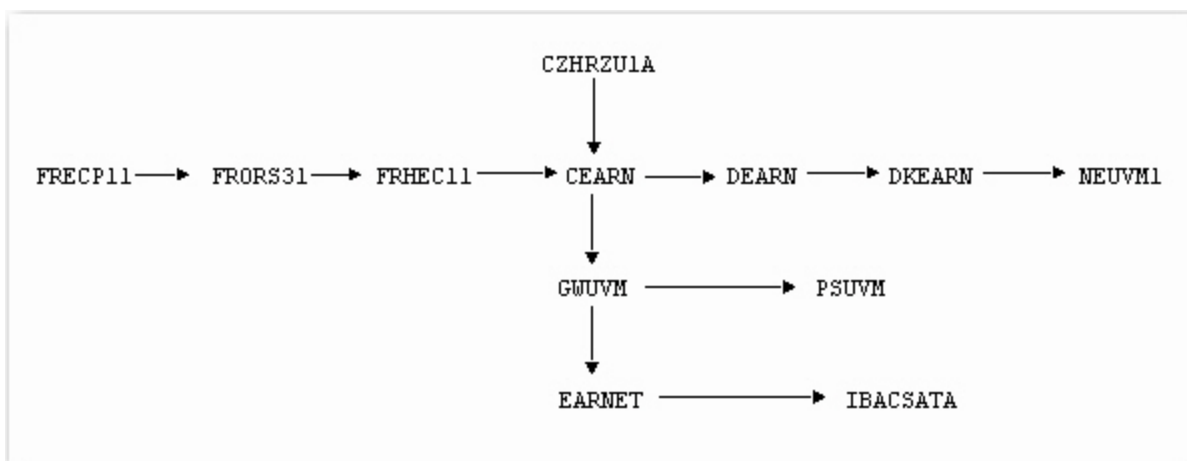 CZHRZU1A
FRECP11 FRORS31 FRHEC11 CEARN DEARN DKEARN NEUVM1
GWUVM PSUVM
EARNET IBACSATA